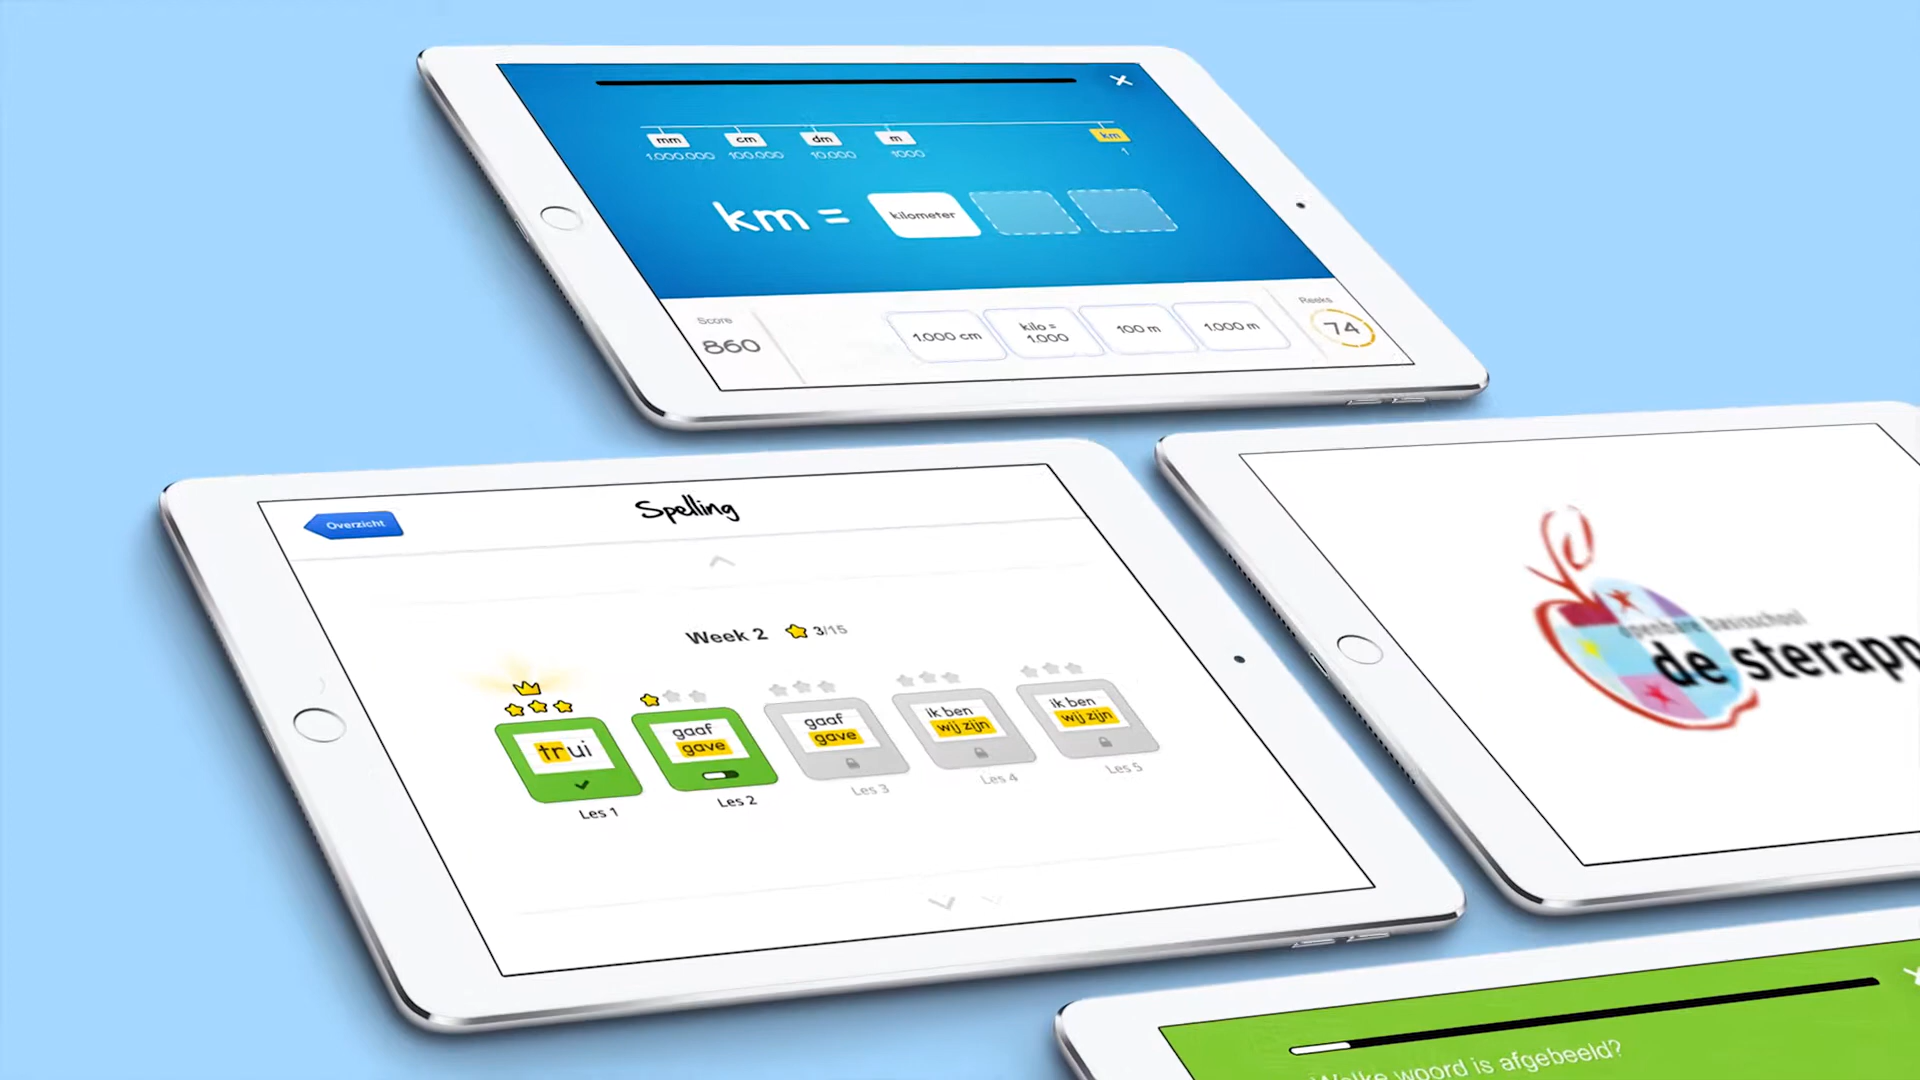 mm cm dm m km
1.000.000 100.000 10.000 1000 1
km = kilometer
Score
860
1.000 cm
kilo =
1.000
100 m
1.000 m
Reeks
74
Overzicht
Spelling
Week 2 3/15
trui
gaaf
gave
gaaf
gave
ik ben
wij zijn
ik ben
wij zijn
Les 1 Les 2 Les 3 Les 4 Les 5
openbare basisschool
de sterapp
Welke woord is afgebeeld?